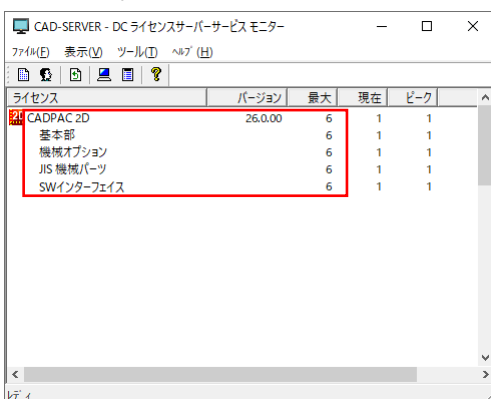 CAD-SERVER - DC ライセンスサーバーサービス モニター
ファイル(F) 表示(V) ツール(T) ヘルプ(H)
ライセンス バージョン 最大 現在 ピーク
CADPAC 2D 26.0.00 6 1 1
基本部 6 1 1
機械オプション 6 1 1
JIS 機械パーツ 6 1 1
SWインターフェイス 6 1 1
レディ